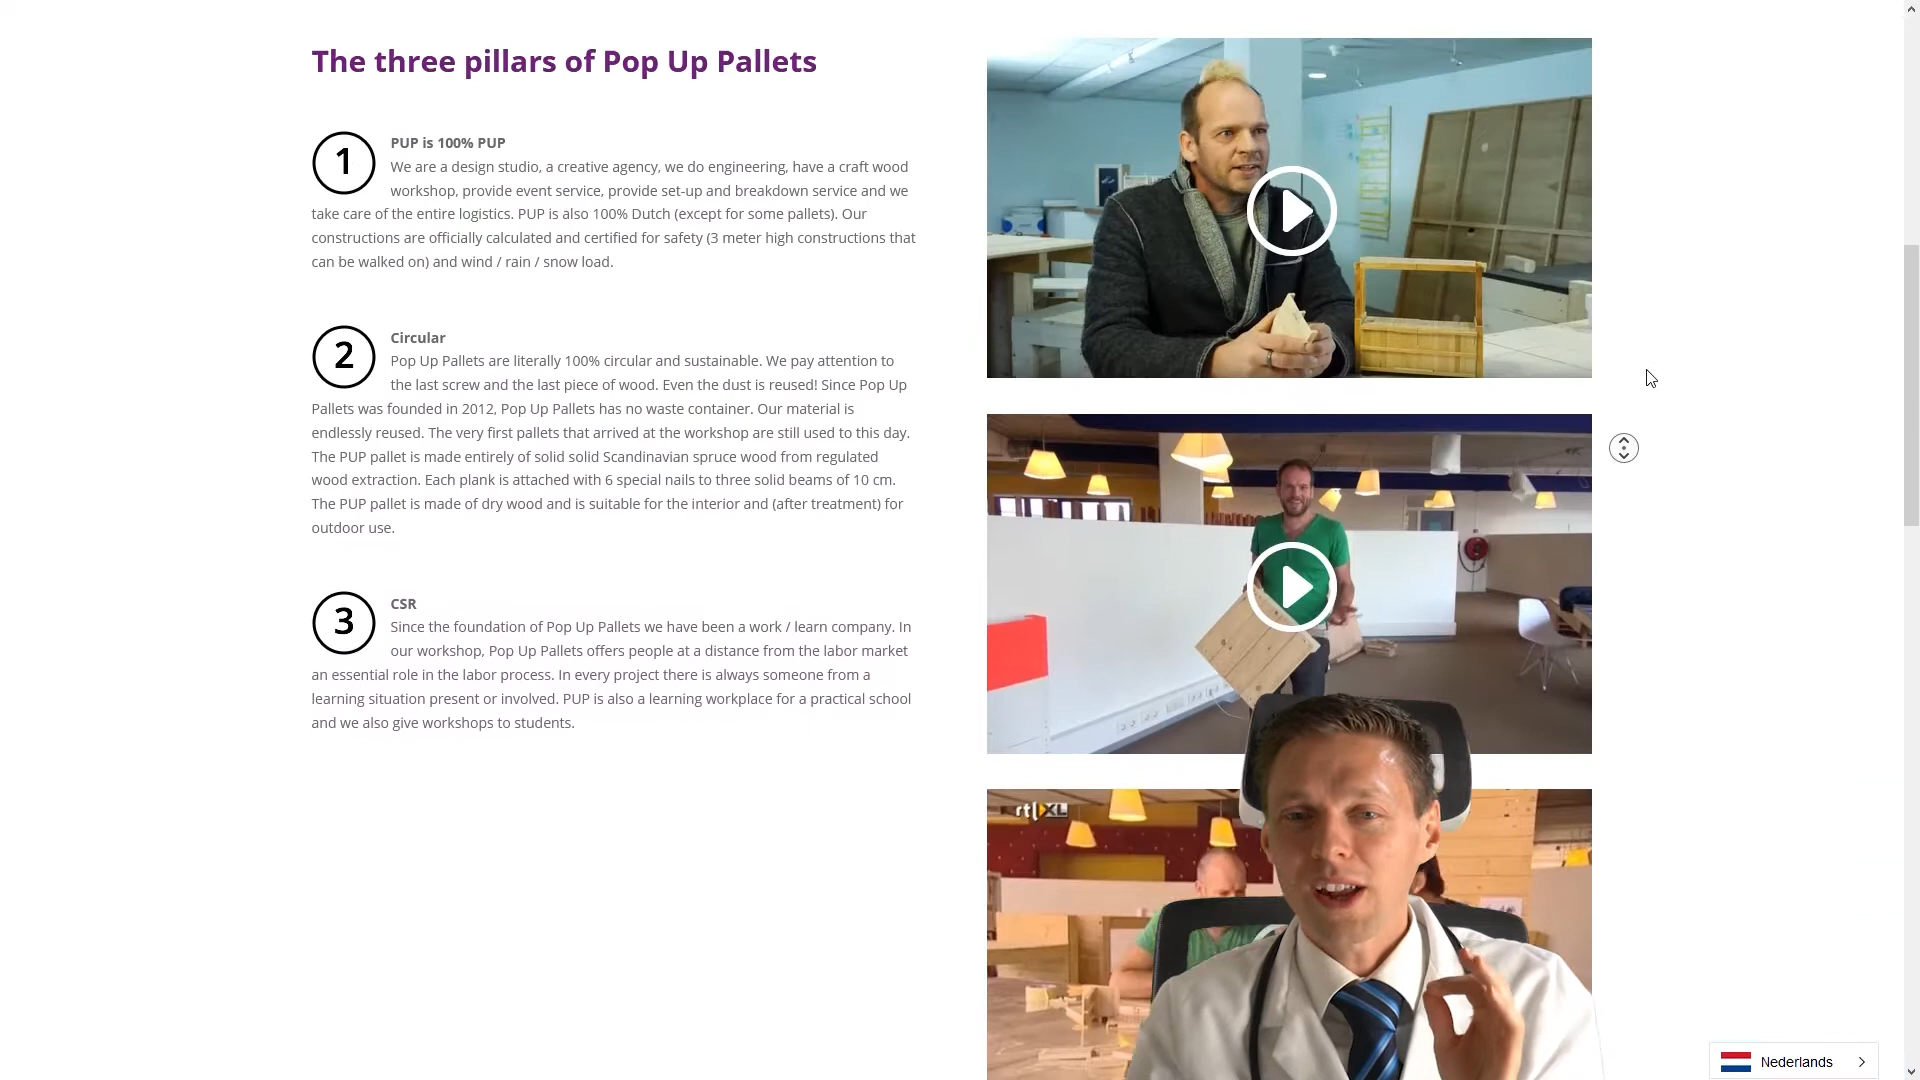 The three pillars of Pop Up Pallets
1
PUP is 100% PUP
We are a design studio, a creative agency, we do engineering, have a craft wood
workshop, provide event service, provide set-up and breakdown service and we
take care of the entire logistics. PUP is also 100% Dutch (except for some pallets). Our
constructions are officially calculated and certified for safety (3 meter high constructions that
can be walked on) and wind / rain / snow load.
2
Circular
Pop Up Pallets are literally 100% circular and sustainable. We pay attention to
the last screw and the last piece of wood. Even the dust is reused! Since Pop Up
Pallets was founded in 2012, Pop Up Pallets has no waste container. Our material is
endlessly reused. The very first pallets that arrived at the workshop are still used to this day.
The PUP pallet is made entirely of solid solid Scandinavian spruce wood from regulated
wood extraction. Each plank is attached with 6 special nails to three solid beams of 10 cm.
The PUP pallet is made of dry wood and is suitable for the interior and (after treatment) for
outdoor use.
3
CSR
Since the foundation of Pop Up Pallets we have been a work / learn company. In
our workshop, Pop Up Pallets offers people at a distance from the labor market
an essential role in the labor process. In every project there is always someone from a
learning situation present or involved. PUP is also a learning workplace for a practical school
and we also give workshops to students.
rtl XL
Nederlands